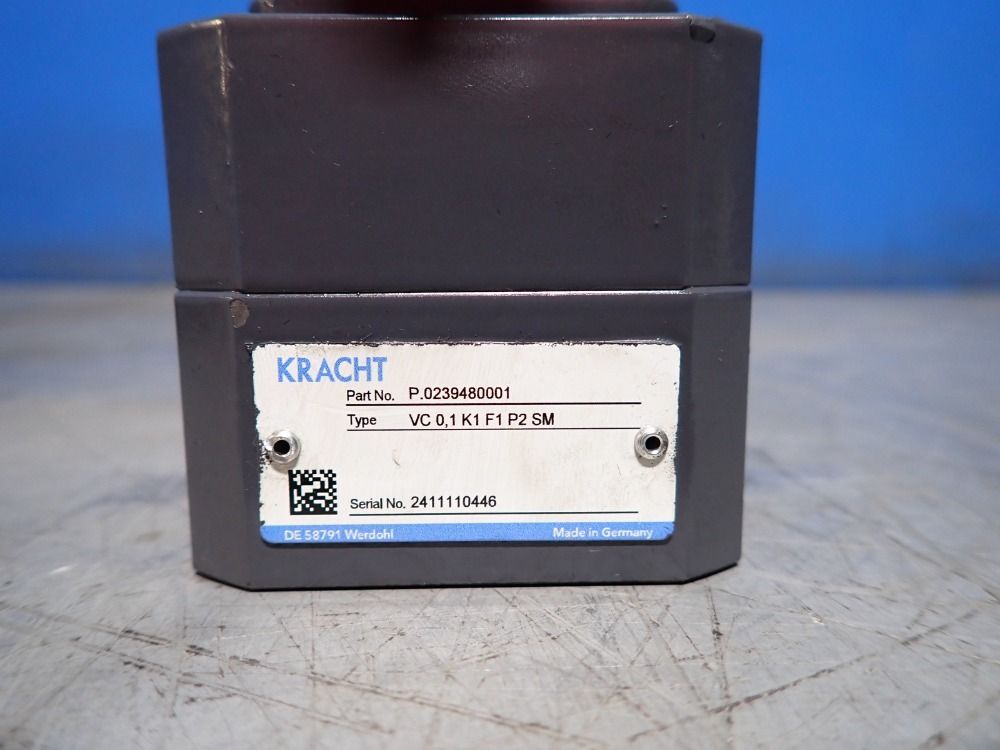 KRACHT
Part No. P.0239480001
Type VC 0,1 K1 F1 P2 SM
Serial No. 2411110446
DE 58791 Werdohl Made in Germany